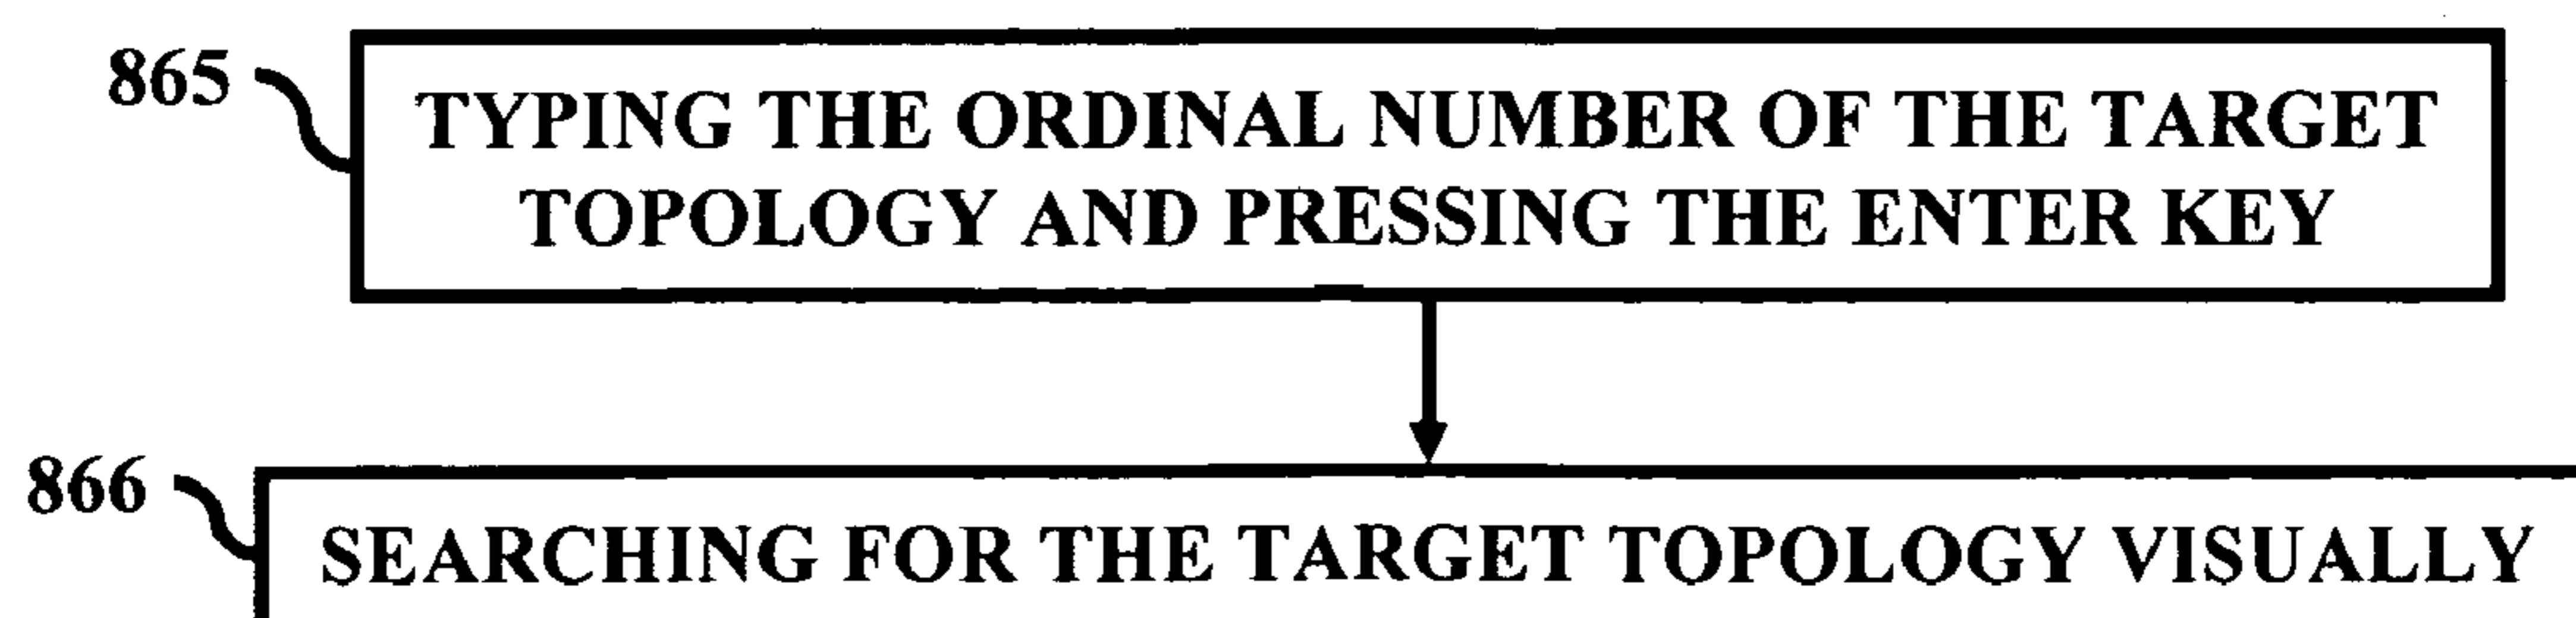 865
TYPING THE ORDINAL NUMBER OF THE TARGET
TOPOLOGY AND PRESSING THE ENTER KEY
866
SEARCHING FOR THE TARGET TOPOLOGY VISUALLY